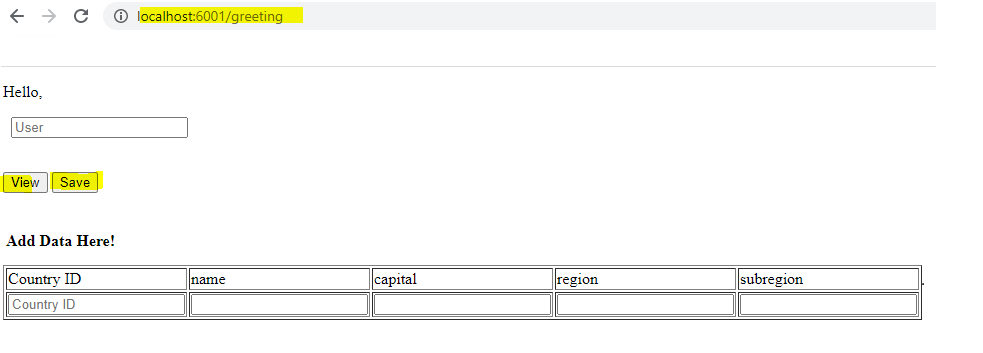 localhost:6001/greeting
Hello,
User
View Save
Add Data Here!
Country ID name capital region subregion .
Country ID